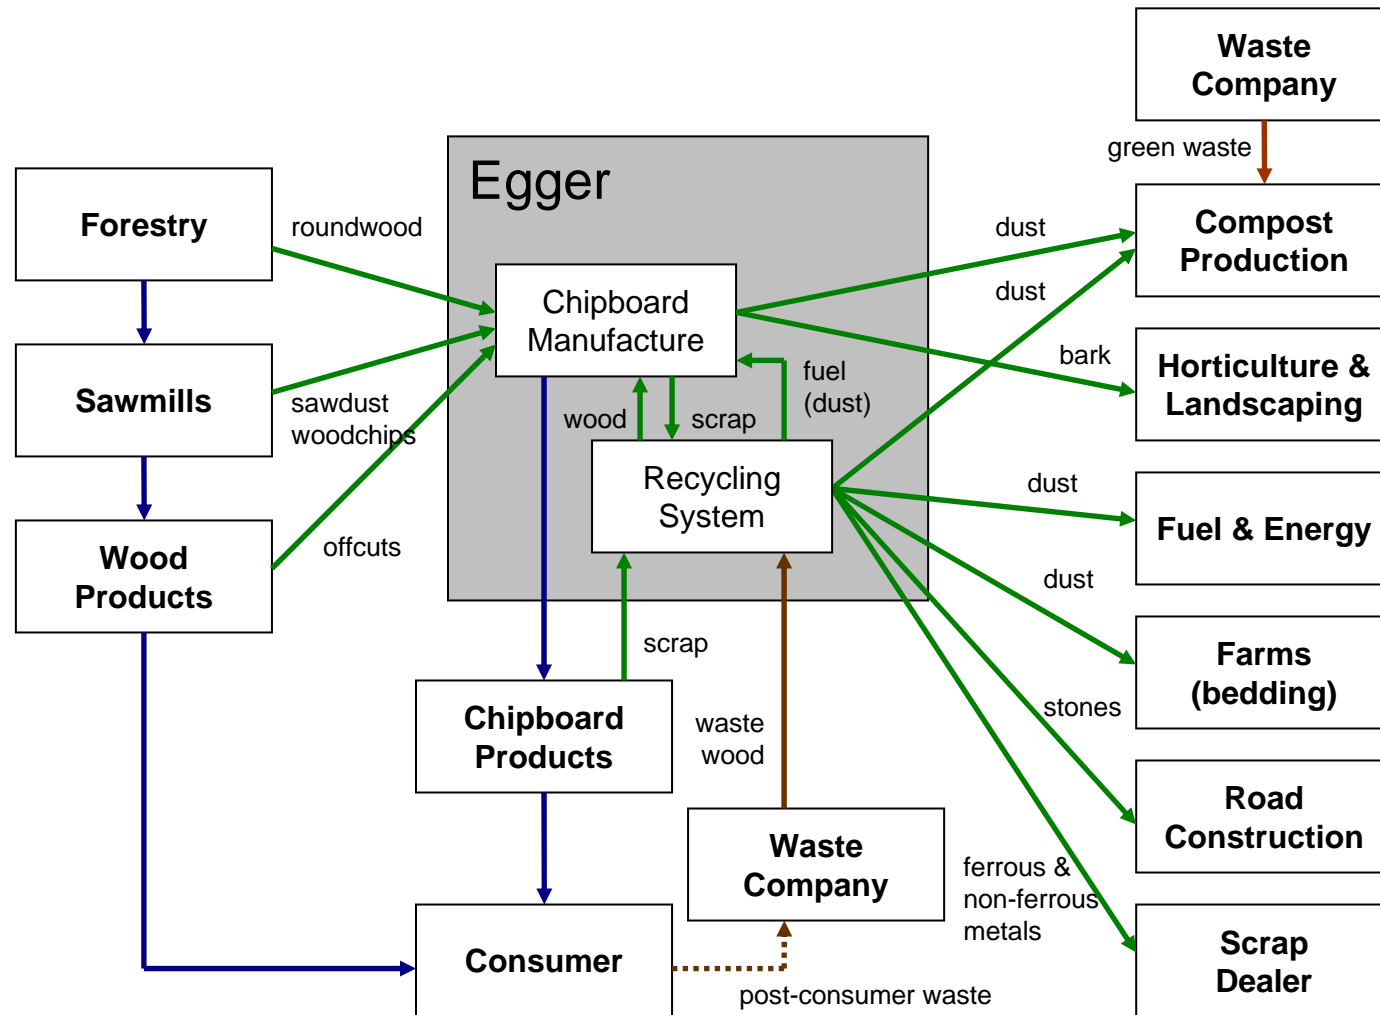 Waste
Company
green waste
Egger
Forestry
roundwood
dust
Compost
Production
Chipboard
Manufacture
dust
bark
Horticulture &
Landscaping
Sawmills
sawdust
woodchips
wood
scrap
fuel
(dust)
Recycling
System
dust
Fuel & Energy
Wood
Products
offcuts
dust
Farms
(bedding)
scrap
stones
Chipboard
Products
waste
wood
Road
Construction
Waste
Company
ferrous &
non-ferrous
metals
Consumer
post-consumer waste
Scrap
Dealer